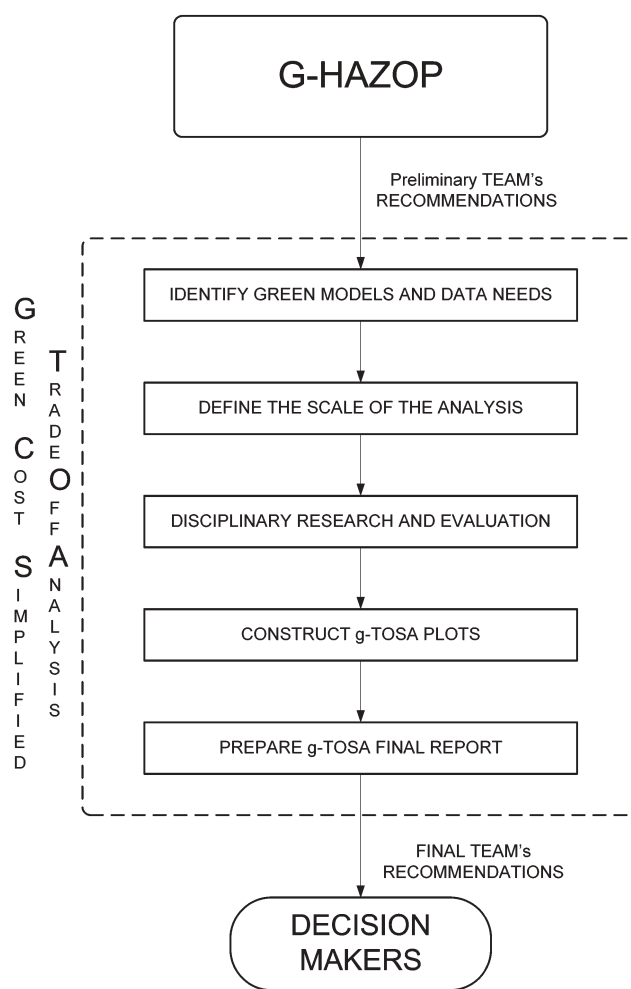 G-HAZOP
Preliminary TEAM's
RECOMMENDATIONS
GREEN COST SIMPLIFIED
TRADE OFF ANALYSIS
IDENTIFY GREEN MODELS AND DATA NEEDS
DEFINE THE SCALE OF THE ANALYSIS
DISCIPLINARY RESEARCH AND EVALUATION
CONSTRUCT g-TOSA PLOTS
PREPARE g-TOSA FINAL REPORT
FINAL TEAM's
RECOMMENDATIONS
DECISION
MAKERS